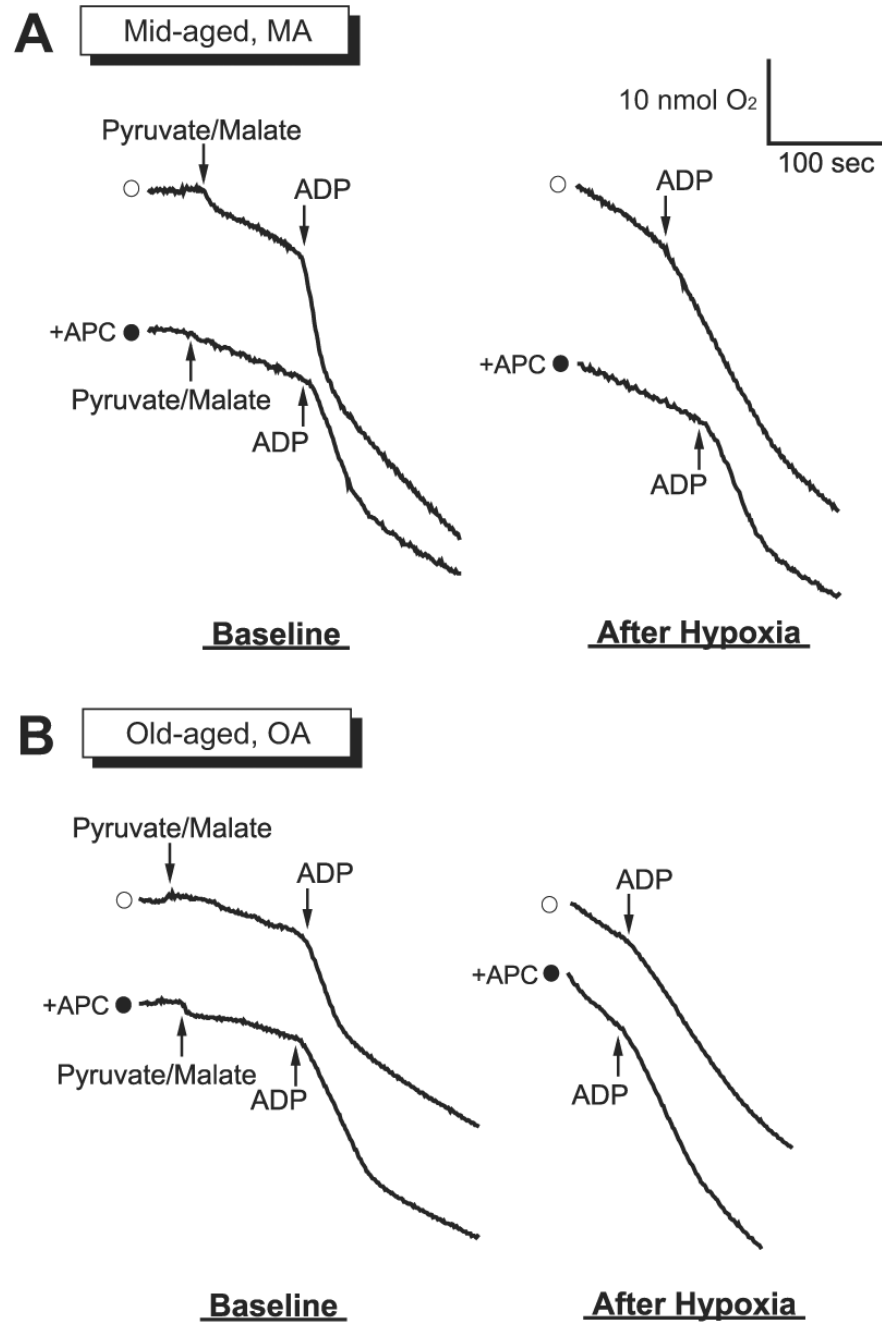 A
Mid-aged, MA
10 nmol O₂
100 sec
Pyruvate/Malate
ADP
ADP
+APC
+APC
Pyruvate/Malate
ADP
ADP
Baseline
After Hypoxia
B
Old-aged, OA
Pyruvate/Malate
ADP
ADP
+APC
+APC
Pyruvate/Malate
ADP
ADP
Baseline
After Hypoxia